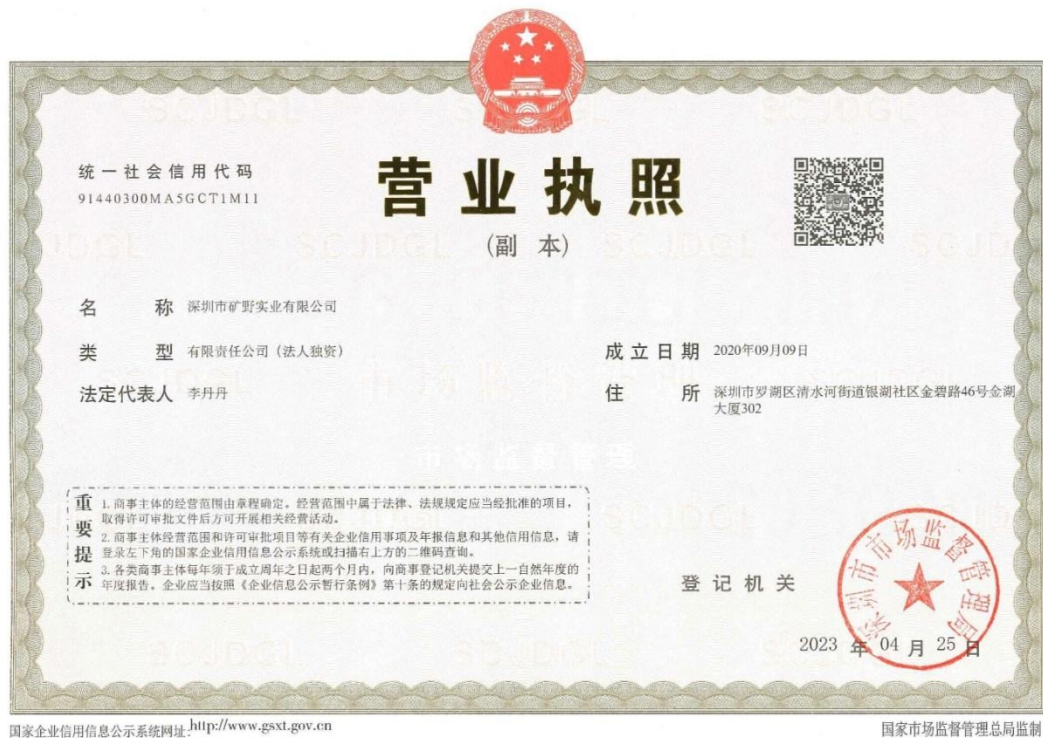 统一社会信用代码
91440300MA5GCT1M11
营业执照
(副 本)
名 称 深圳市矿野实业有限公司
类 型 有限责任公司（法人独资）
法定代表人 李丹丹
成立日期 2020年09月09日
住 所 深圳市罗湖区清水河街道银湖社区金碧路46号金湖
大厦302
重要提示
1. 商事主体的经营范围由章程确定。经营范围中属于法律、法规规定应当经批准的项目，
取得许可审批文件后方可开展相关经营活动。
2. 商事主体经营范围和许可审批项目等有关企业信用事项及年报信息和其他信用信息，请
登录左下角的国家企业信用信息公示系统或扫描右上方的二维码查询。
3. 各类商事主体每年须于成立周年之日起两个月内，向商事登记机关提交上一自然年度的
年度报告。企业应当按照《企业信息公示暂行条例》第十条的规定向社会公示企业信息。
登记机关
深圳市市场监督管理局
2023 年 04 月 25 日
国家企业信用信息公示系统网址:http://www.gsxt.gov.cn
国家市场监督管理总局监制
SCJDGL
市场监督管理